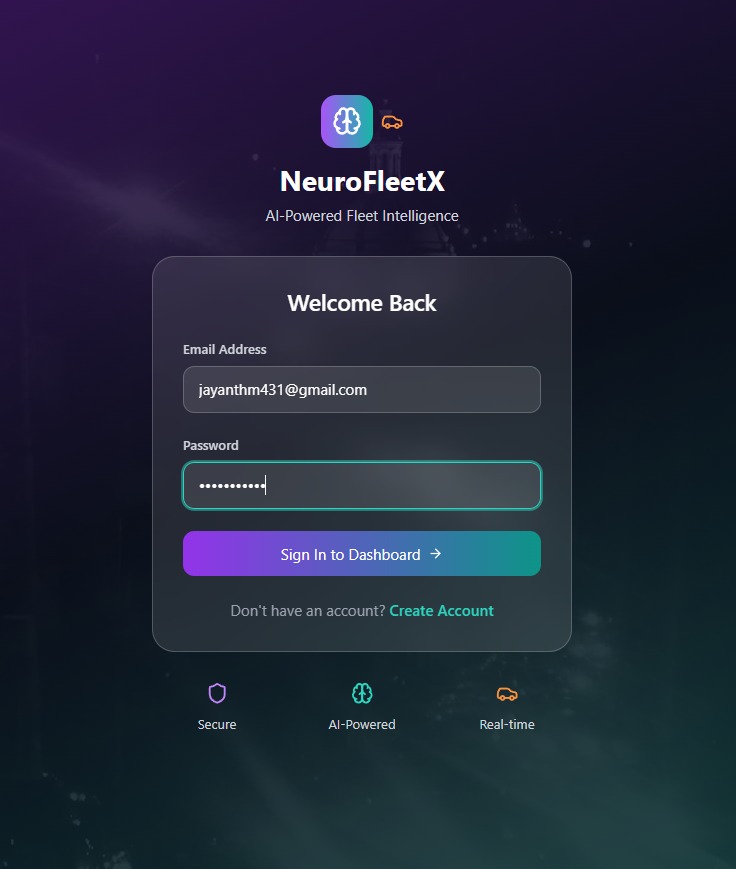 NeuroFleetX
AI-Powered Fleet Intelligence
Welcome Back
Email Address
jayanthm431@gmail.com
Password
•••••••••••
Sign In to Dashboard →
Don't have an account? Create Account
Secure
AI-Powered
Real-time